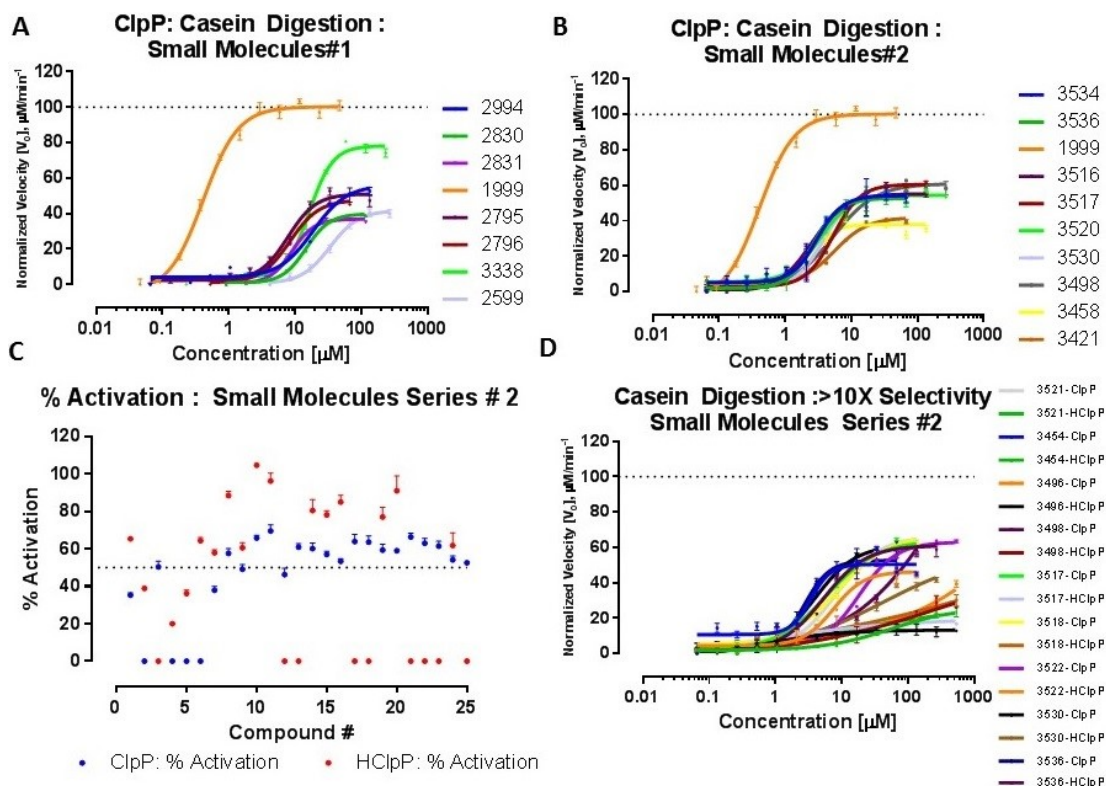 A
ClpP: Casein Digestion :
Small Molecules#1
Normalized Velocity [V₀], µM/min⁻¹
120
100
80
60
40
20
0
0.01
0.1
1
10
100
1000
Concentration [µM]
2994
2830
2831
1999
2795
2796
3338
2599
B
ClpP: Casein Digestion :
Small Molecules#2
Normalized Velocity [V₀], µM/min⁻¹
120
100
80
60
40
20
0
0.01
0.1
1
10
100
1000
Concentration [µM]
3534
3536
1999
3516
3517
3520
3530
3498
3458
3421
C
% Activation : Small Molecules Series # 2
% Activation
120
100
80
60
40
20
0
0
5
10
15
20
25
Compound #
ClpP: % Activation
HClpP: % Activation
D
Casein Digestion :>10X Selectivity
Small Molecules Series #2
Normalized Velocity [V₀], µM/min⁻¹
120
100
80
60
40
20
0
0.01
0.1
1
10
100
1000
Concentration [µM]
3521-ClpP
3521-HClpP
3454-ClpP
3454-HClpP
3496-ClpP
3496-HClpP
3498-ClpP
3498-HClpP
3517-ClpP
3517-HClpP
3518-ClpP
3518-HClpP
3522-ClpP
3522-HClpP
3530-ClpP
3530-HClpP
3536-ClpP
3536-HClpP